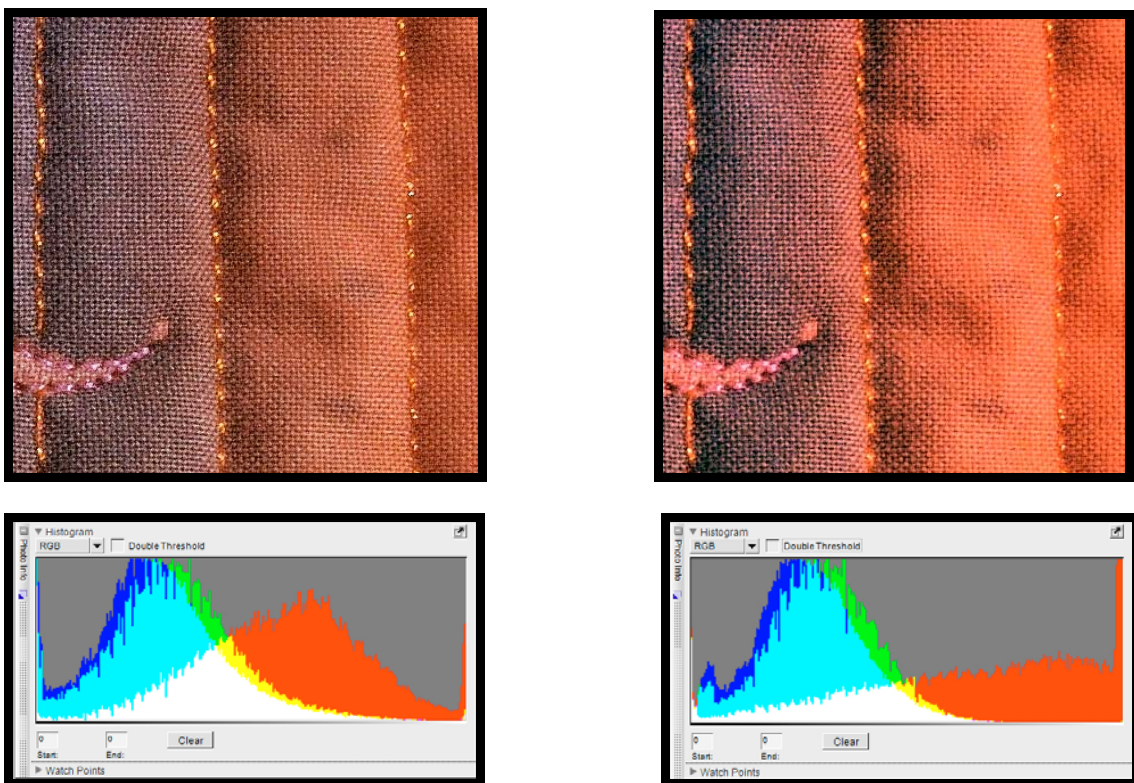 Histogram
RGB Double Threshold
Photo Info
0 0 Clear
Start: End:
Watch Points
Histogram
RGB Double Threshold
Photo Info
0 0 Clear
Start: End:
Watch Points